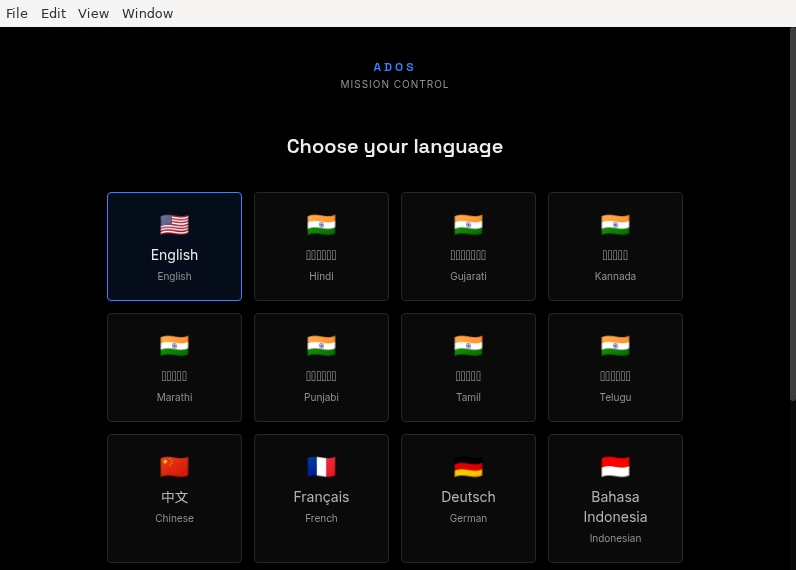 File Edit View Window
ADOS
MISSION CONTROL
Choose your language
English
English
Hindi
Gujarati
Kannada
Marathi
Punjabi
Tamil
Telugu
中文
Chinese
Français
French
Deutsch
German
Bahasa
Indonesia
Indonesian